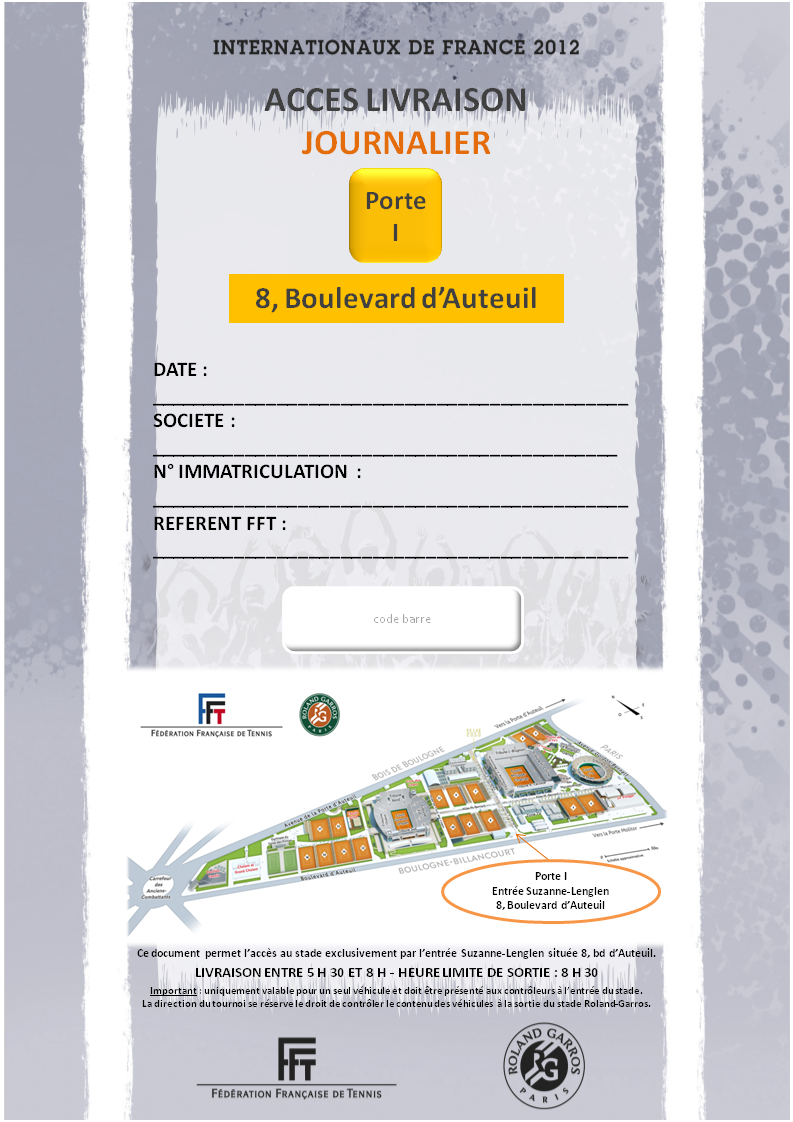 INTERNATIONAUX DE FRANCE 2012
ACCES LIVRAISON
JOURNALIER
Porte
I
8, Boulevard d'Auteuil
DATE :
SOCIETE :
N° IMMATRICULATION :
REFERENT FFT :
code barre
FFT
FÉDÉRATION FRANÇAISE DE TENNIS
ROLAND GARROS
RG
PARIS
Vers la Porte d'Auteuil
BOIS DE BOULOGNE
PARIS
Avenue de la Porte d'Auteuil
Boulevard d'Auteuil
BOULOGNE-BILLANCOURT
Vers la Porte Molitor
Carrefour
des
Anciens-
Combattants
Porte I
Entrée Suzanne-Lenglen
8, Boulevard d'Auteuil
Ce document permet l'accès au stade exclusivement par l'entrée Suzanne-Lenglen située 8, bd d'Auteuil.
LIVRAISON ENTRE 5 H 30 ET 8 H - HEURE LIMITE DE SORTIE : 8 H 30
Important : uniquement valable pour un seul véhicule et doit être présenté aux contrôleurs à l'entrée du stade.
La direction du tournoi se réserve le droit de contrôler le contenu des véhicules à la sortie du stade Roland-Garros.
FFT
FÉDÉRATION FRANÇAISE DE TENNIS
ROLAND GARROS
RG
PARIS